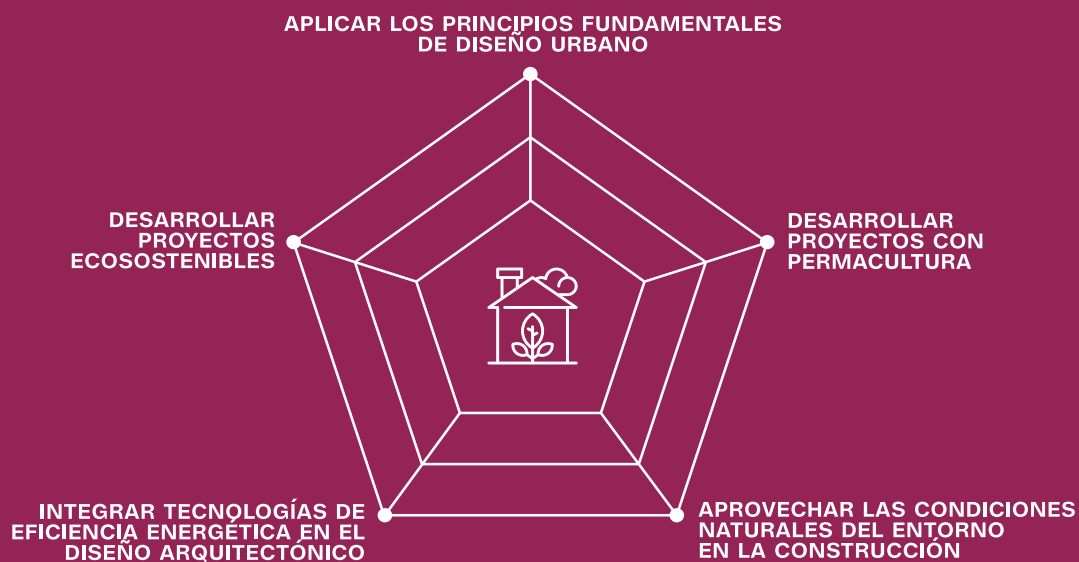 APLICAR LOS PRINCIPIOS FUNDAMENTALES
DE DISEÑO URBANO
DESARROLLAR
PROYECTOS
ECOSOSTENIBLES
DESARROLLAR
PROYECTOS CON
PERMACULTURA
INTEGRAR TECNOLOGÍAS DE
EFICIENCIA ENERGÉTICA EN EL
DISEÑO ARQUITECTÓNICO
APROVECHAR LAS CONDICIONES
NATURALES DEL ENTORNO
EN LA CONSTRUCCIÓN